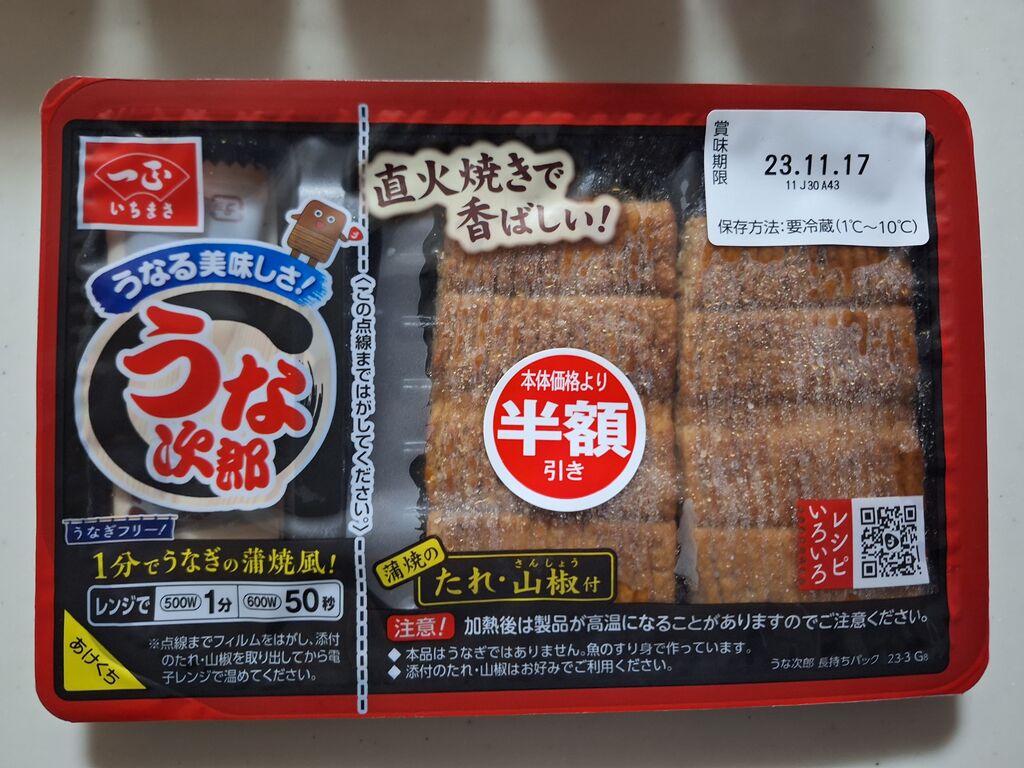 一正
いちまさ
うなる美味しさ!
うな
次郎
うなぎフリー!
1分でうなぎの蒲焼風!
レンジで 500W 1分 600W 50秒
※点線までフィルムをはがし、添付
のたれ・山椒を取り出してから電
子レンジで温めてください。
あけくち
〈この点線まではがしてください。〉
直火焼きで
香ばしい!
賞味期限
23.11.17
11J30A43
保存方法:要冷蔵(1℃〜10℃)
本体価格より
半額
引き
レシピ
いろいろ
蒲焼の
さんしょう
たれ・山椒付
注意! 加熱後は製品が高温になることがありますのでご注意ください。
◆本品はうなぎではありません。魚のすり身で作っています。
◆添付のたれ・山椒はお好みでご利用ください。
うな次郎 長持ちパック 23·3 G8